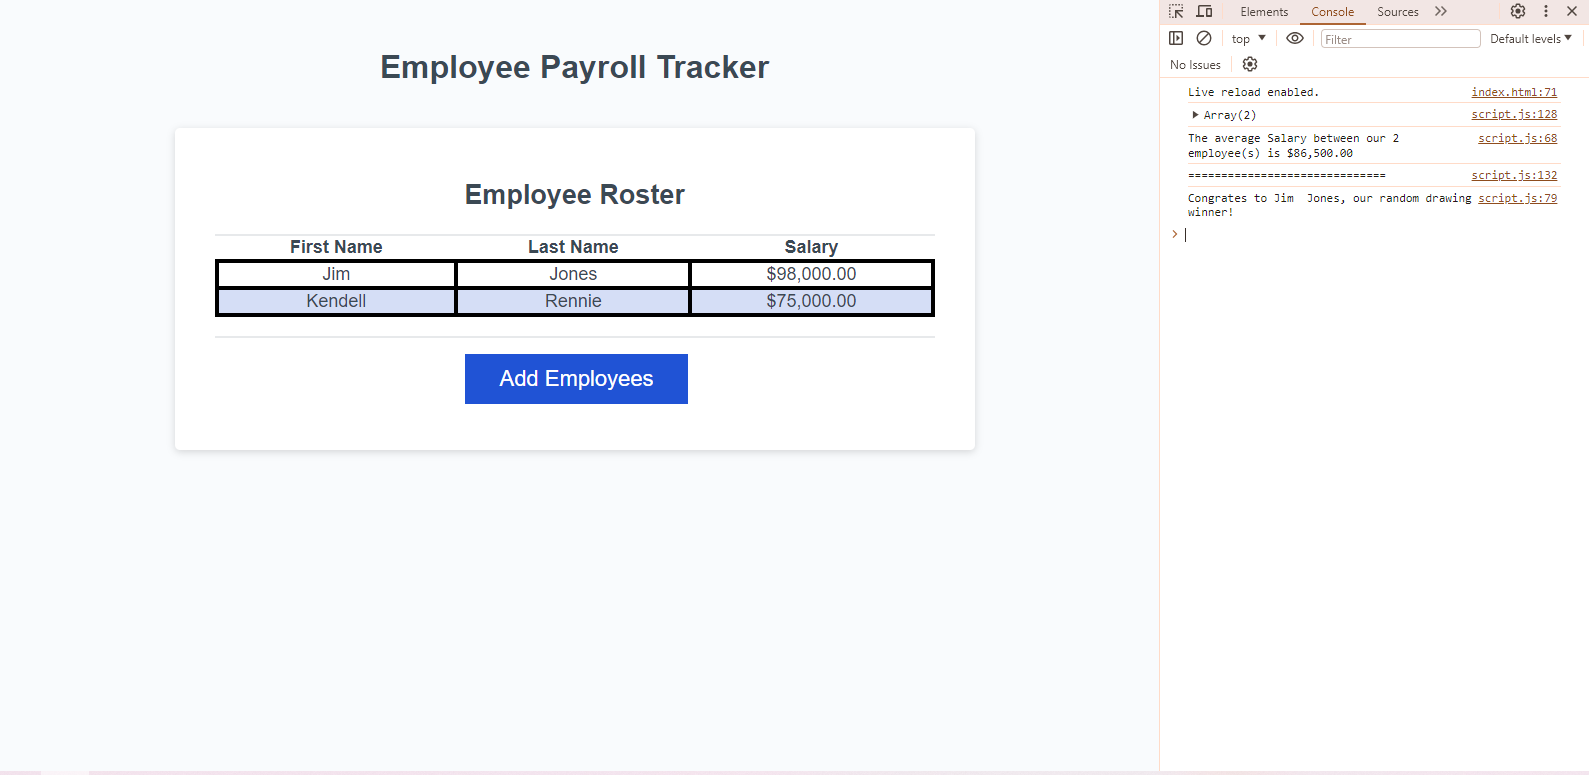 Employee Payroll Tracker
Employee Roster
First Name Last Name Salary
Jim Jones $98,000.00
Kendell Rennie $75,000.00
Add Employees
Elements Console Sources
top Filter Default levels
No Issues
Live reload enabled. index.html:71
Array(2) script.js:128
The average Salary between our 2 script.js:68
employee(s) is $86,500.00
============================== script.js:132
Congrates to Jim  Jones, our random drawing script.js:79
winner!